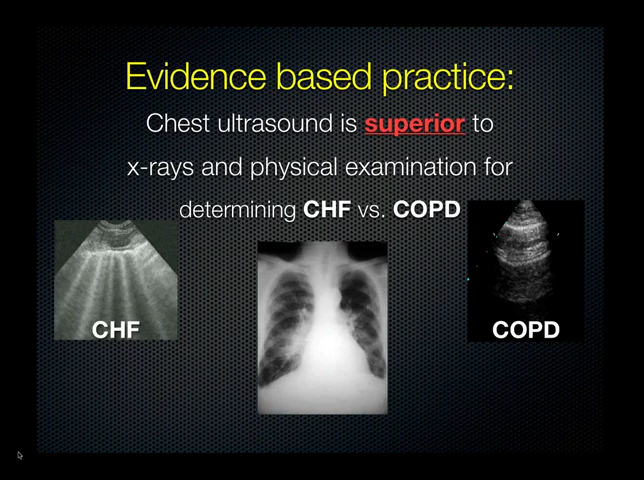 Evidence based practice:
Chest ultrasound is superior to
x-rays and physical examination for
determining CHF vs. COPD
CHF
COPD